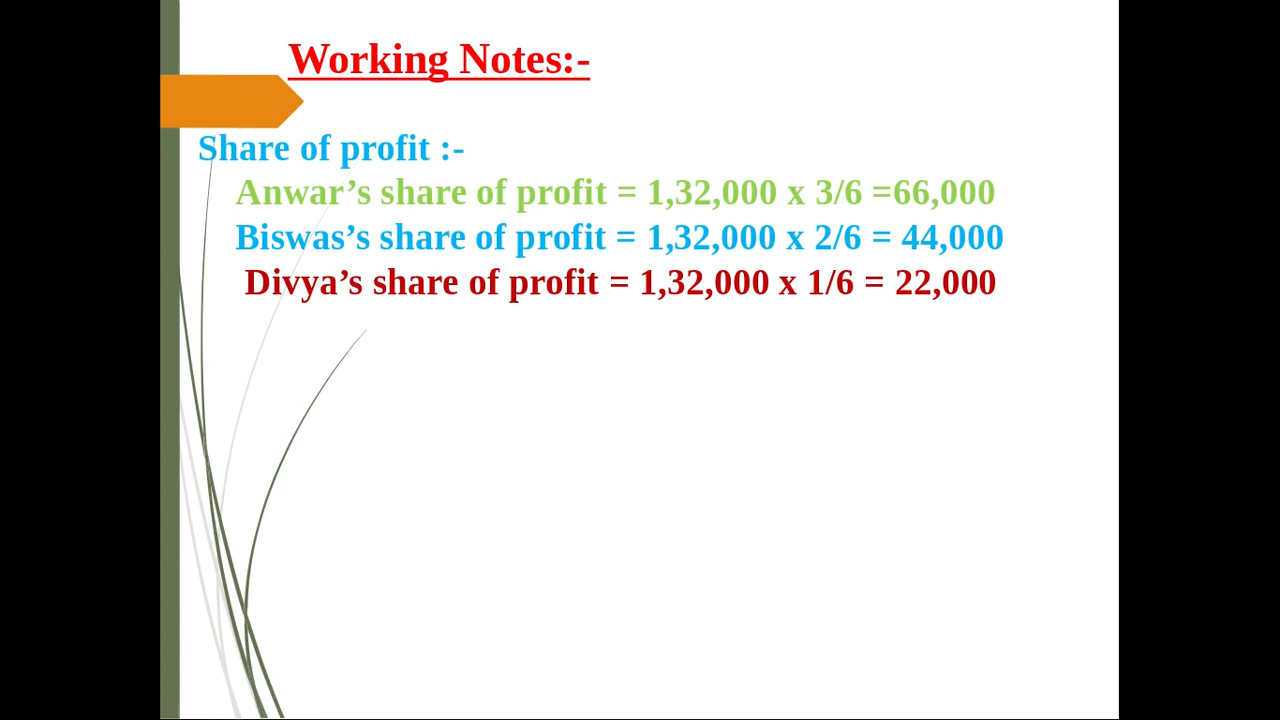 Working Notes:-
Share of profit :-
Anwar’s share of profit = 1,32,000 x 3/6 =66,000
Biswas’s share of profit = 1,32,000 x 2/6 = 44,000
Divya’s share of profit = 1,32,000 x 1/6 = 22,000